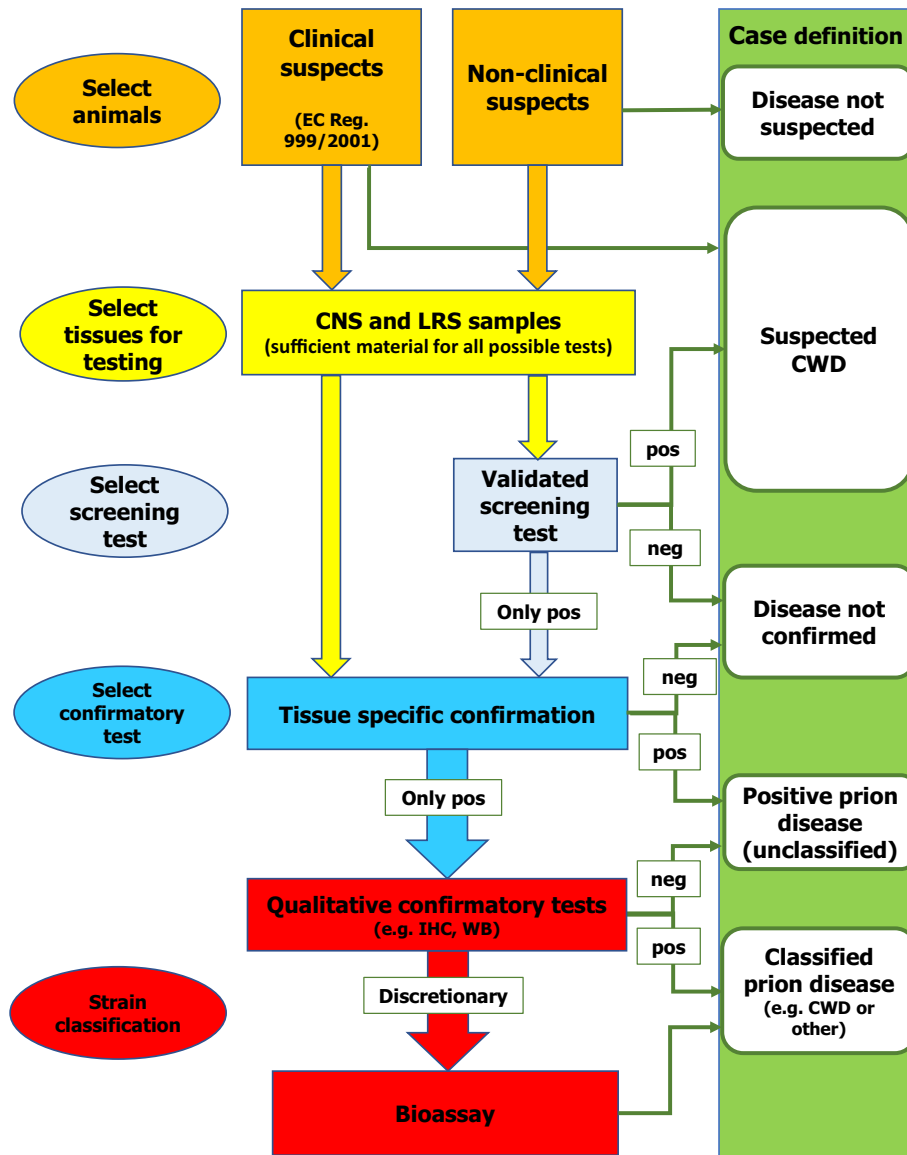 Select
animals
Clinical
suspects
(EC Reg.
999/2001)
Non-clinical
suspects
Case definition
Disease not
suspected
Select
tissues for
testing
CNS and LRS samples
(sufficient material for all possible tests)
Suspected
CWD
pos
Select
screening
test
Validated
screening
test
neg
Only pos
Disease not
confirmed
Select
confirmatory
test
Tissue specific confirmation
neg
pos
Only pos
Positive prion
disease
(unclassified)
Qualitative confirmatory tests
(e.g. IHC, WB)
neg
pos
Classified
prion disease
(e.g. CWD or
other)
Strain
classification
Discretionary
Bioassay